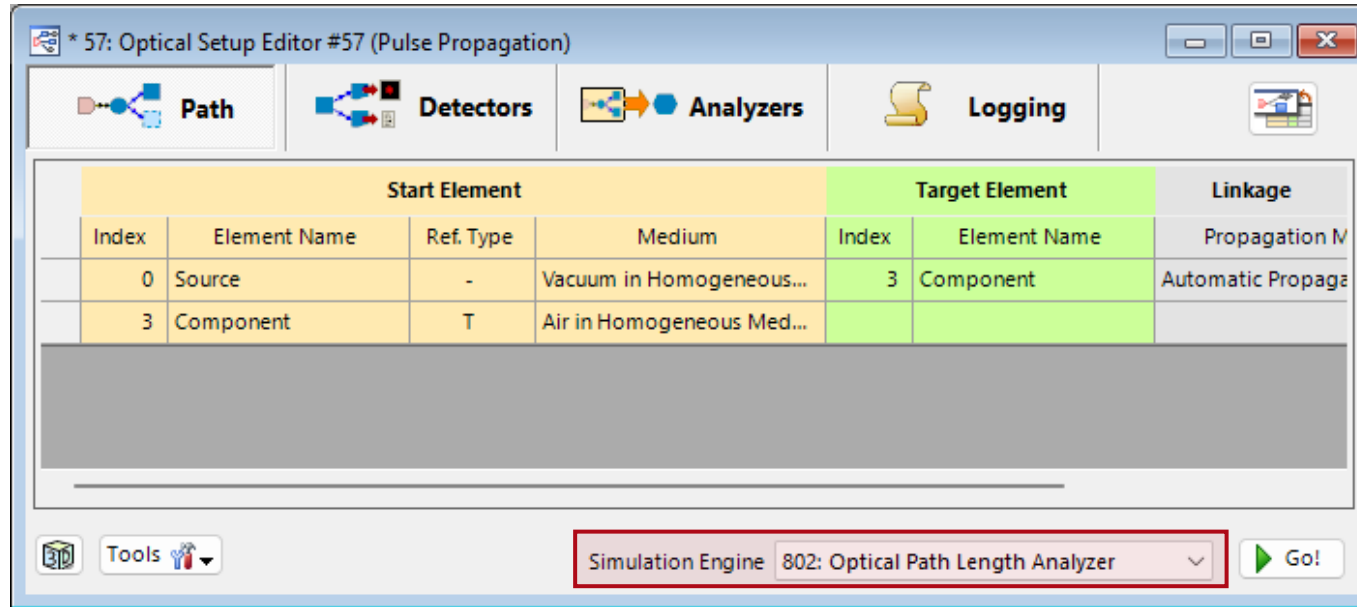 * 57: Optical Setup Editor #57 (Pulse Propagation)
Path Detectors Analyzers Logging
Start Element Target Element Linkage
Index Element Name Ref. Type Medium Index Element Name Propagation M
0 Source - Vacuum in Homogeneous... 3 Component Automatic Propaga
3 Component T Air in Homogeneous Med...
3D Tools Simulation Engine 802: Optical Path Length Analyzer Go!